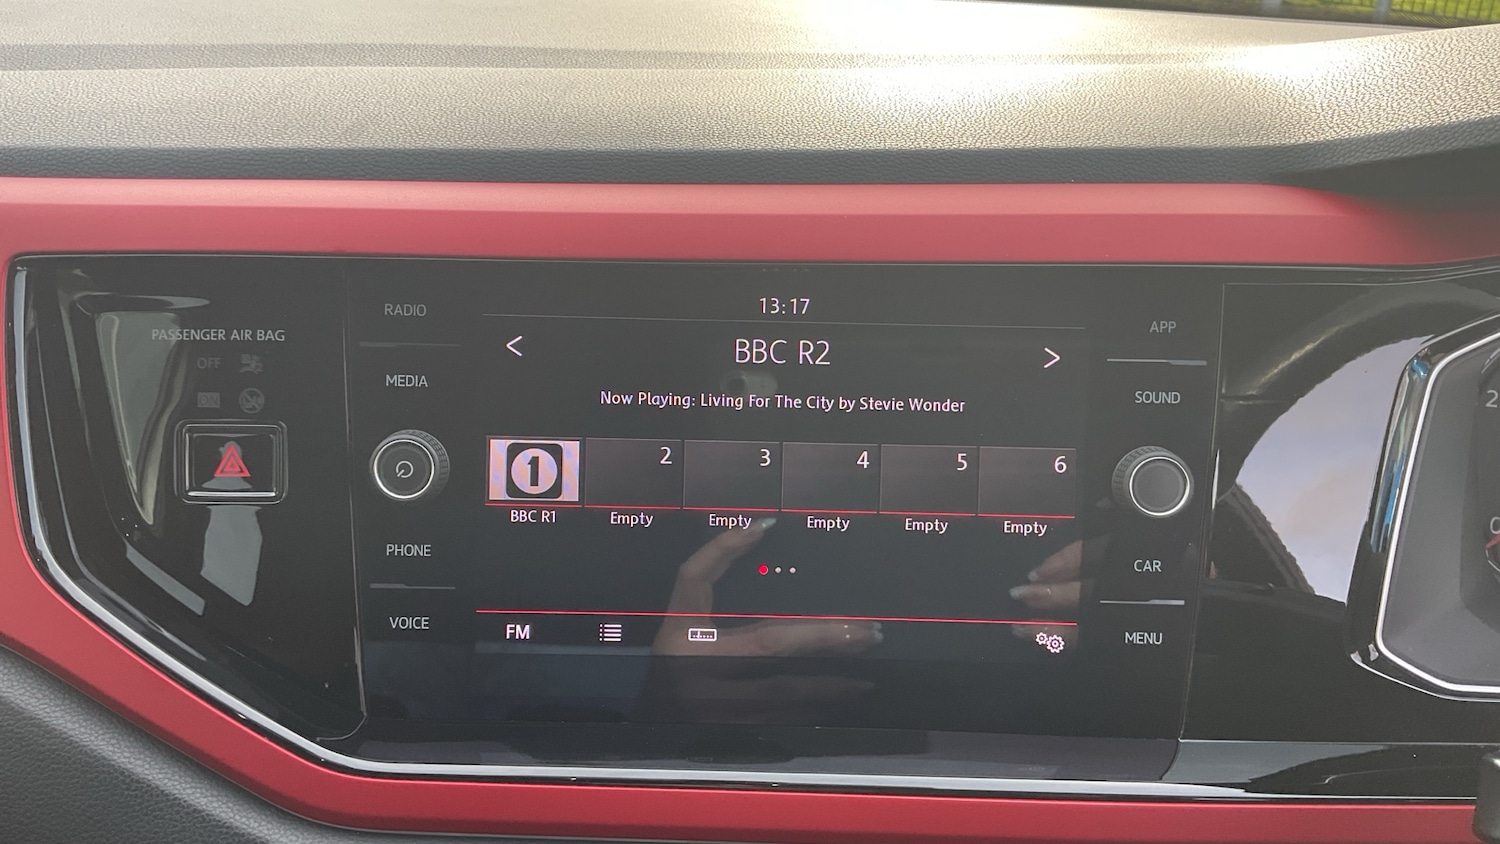 PASSENGER AIR BAG
OFF
ON
RADIO
MEDIA
PHONE
VOICE
13:17
< BBC R2 >
Now Playing: Living For The City by Stevie Wonder
1 2 3 4 5 6
BBC R1 Empty Empty Empty Empty Empty
FM
APP
SOUND
CAR
MENU